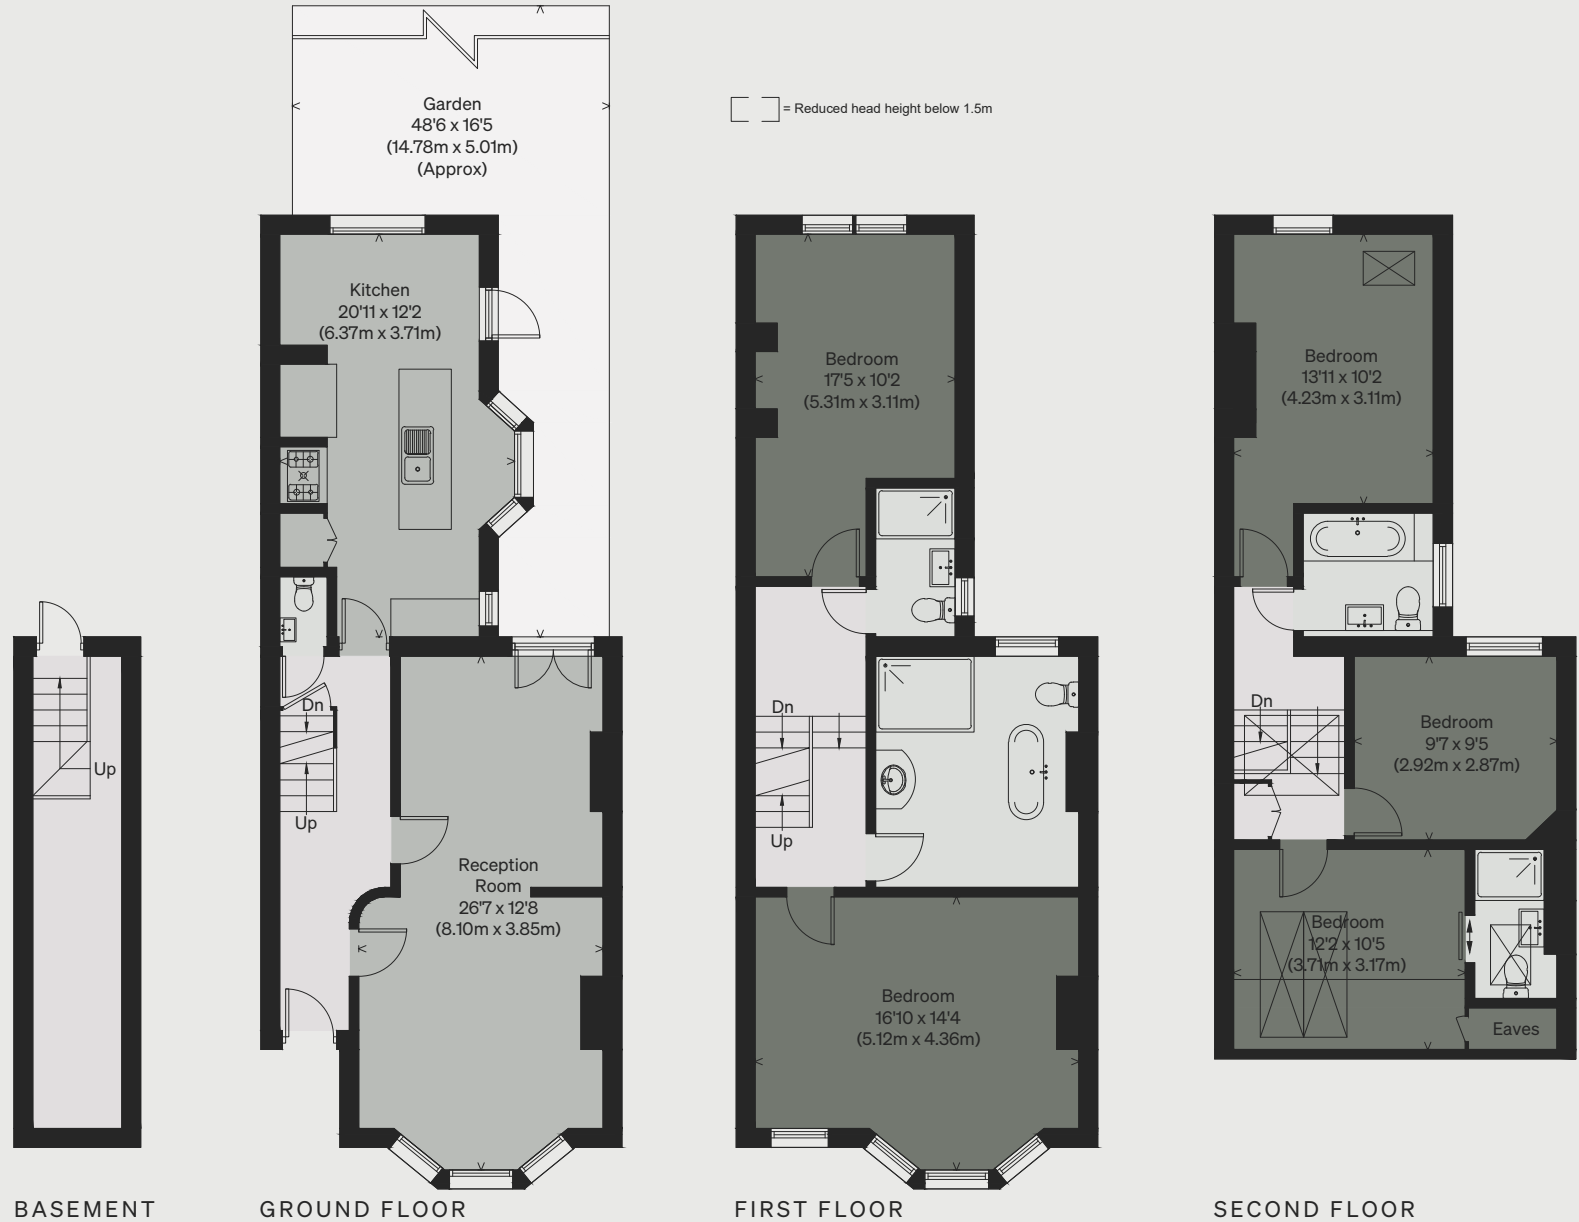 Garden
48'6 x 16'5
(14.78m x 5.01m)
(Approx)
= Reduced head height below 1.5m
Kitchen
20'11 x 12'2
(6.37m x 3.71m)
Bedroom
17'5 x 10'2
(5.31m x 3.11m)
Bedroom
13'11 x 10'2
(4.23m x 3.11m)
Up
Dn
Up
Reception
Room
26'7 x 12'8
(8.10m x 3.85m)
Dn
Up
Bedroom
16'10 x 14'4
(5.12m x 4.36m)
Dn
Bedroom
9'7 x 9'5
(2.92m x 2.87m)
Bedroom
12'2 x 10'5
(3.71m x 3.17m)
Eaves
BASEMENT
GROUND FLOOR
FIRST FLOOR
SECOND FLOOR